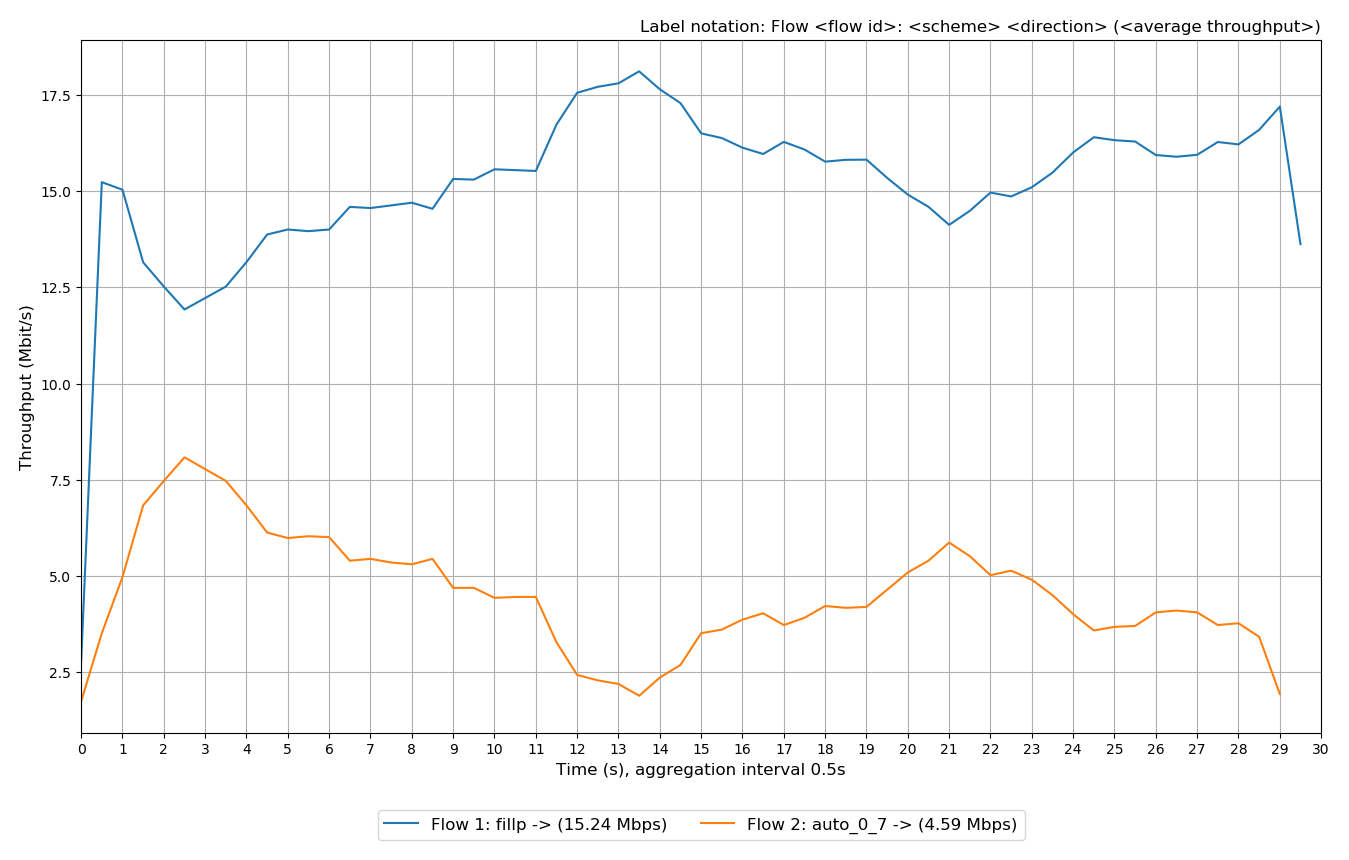 Label notation: Flow <flow id>: <scheme> <direction> (<average throughput>)
17.5
15.0
12.5
10.0
7.5
5.0
2.5
Throughput (Mbit/s)
0 1 2 3 4 5 6 7 8 9 10 11 12 13 14 15 16 17 18 19 20 21 22 23 24 25 26 27 28 29 30
Time (s), aggregation interval 0.5s
Flow 1: fillp -> (15.24 Mbps) Flow 2: auto_0_7 -> (4.59 Mbps)